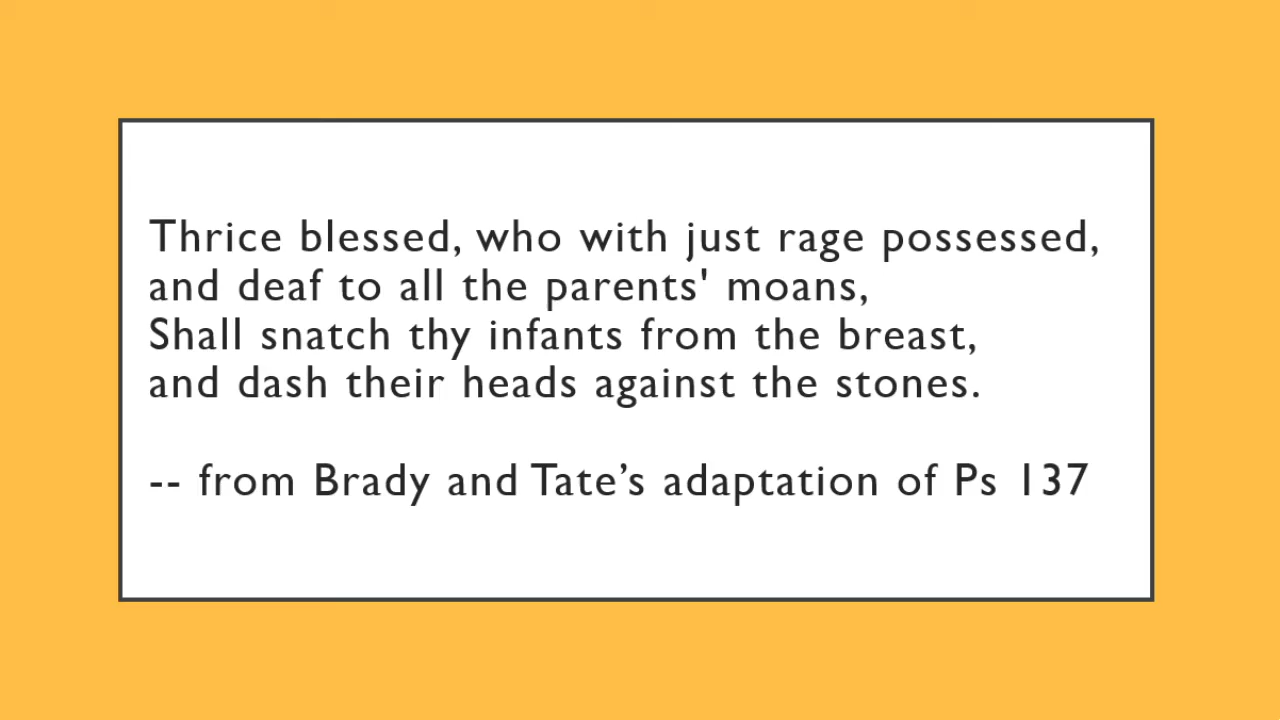 Thrice blessed, who with just rage possessed,
and deaf to all the parents' moans,
Shall snatch thy infants from the breast,
and dash their heads against the stones.
-- from Brady and Tate’s adaptation of Ps 137